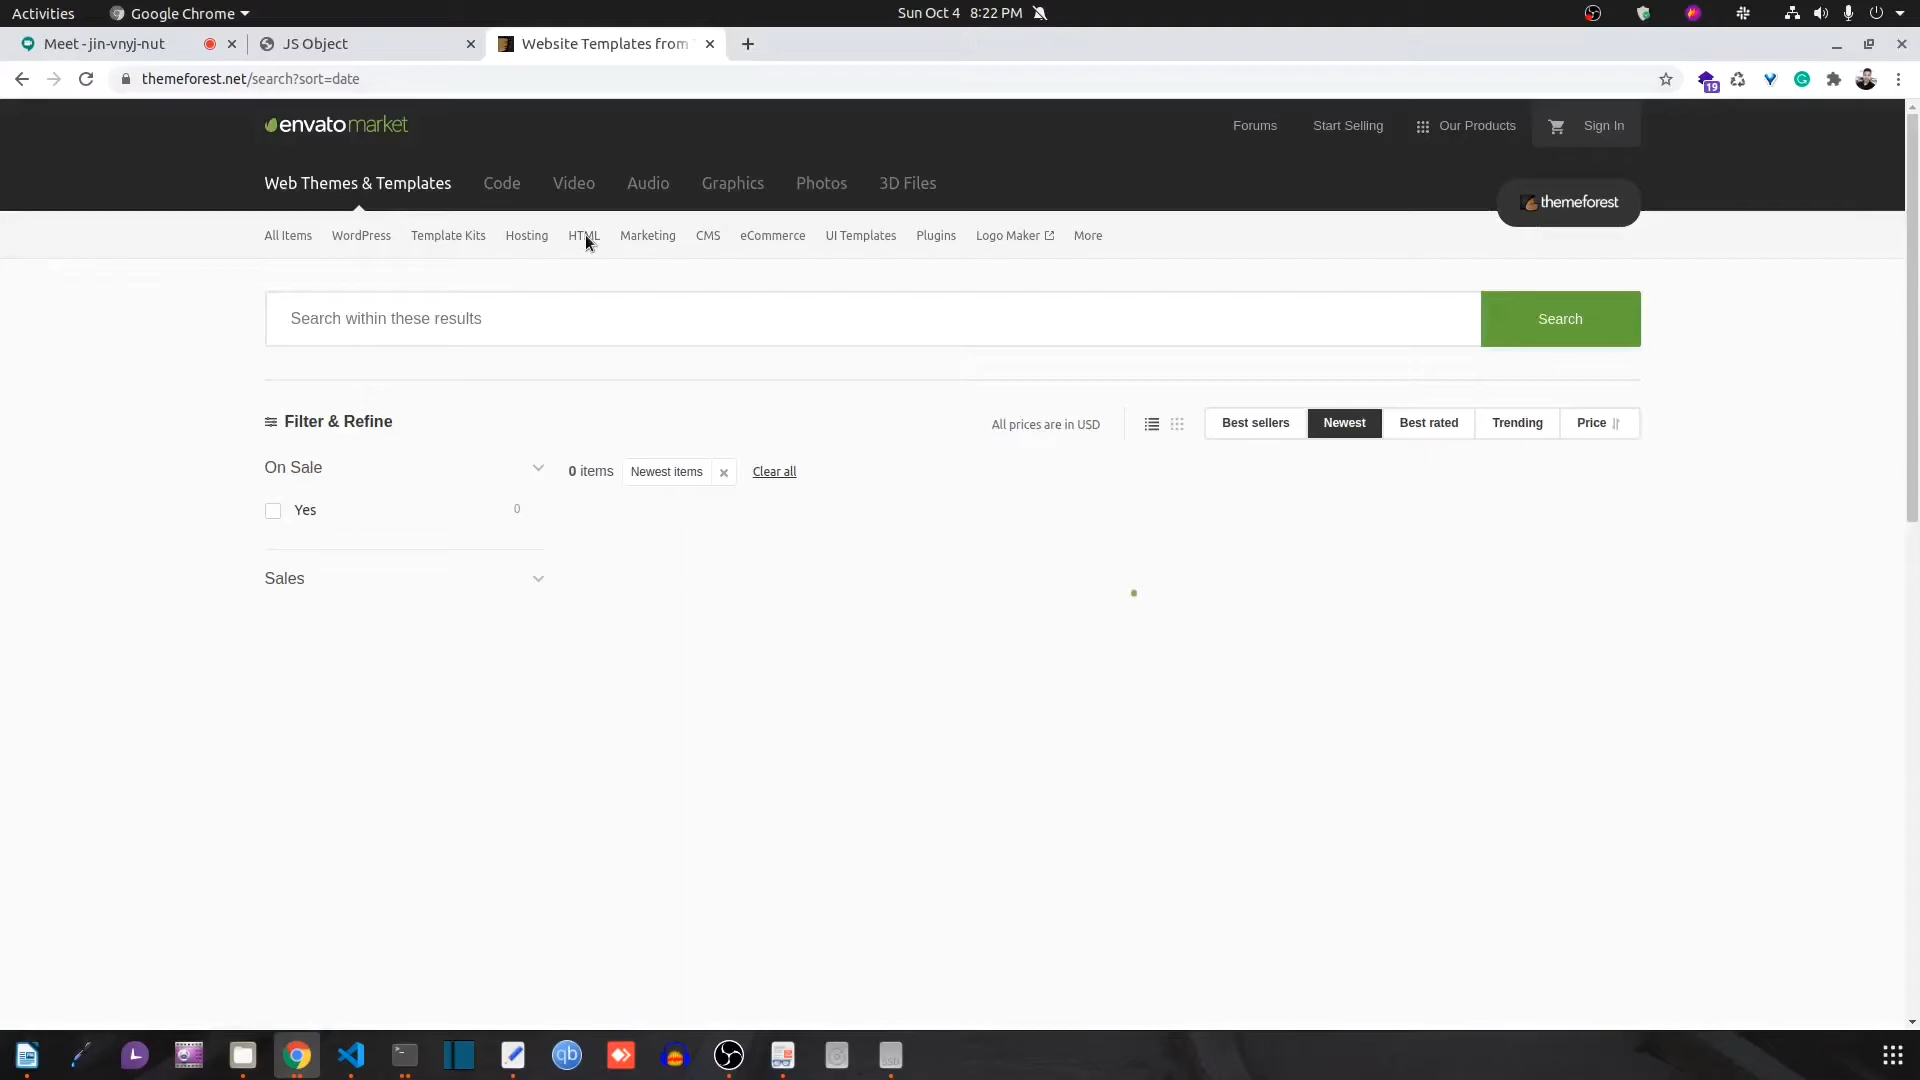 Activities Google Chrome Sun Oct 4 8:22 PM
Meet - jin-vnyj-nut JS Object Website Templates from
themeforest.net/search?sort=date 19
envatomarket Forums Start Selling Our Products Sign In
Web Themes & Templates Code Video Audio Graphics Photos 3D Files
themeforest
All Items WordPress Template Kits Hosting HTML Marketing CMS eCommerce UI Templates Plugins Logo Maker More
Search within these results Search
Filter & Refine All prices are in USD Best sellers Newest Best rated Trending Price
On Sale 0 items Newest items Clear all
Yes 0
Sales
qb
SSD